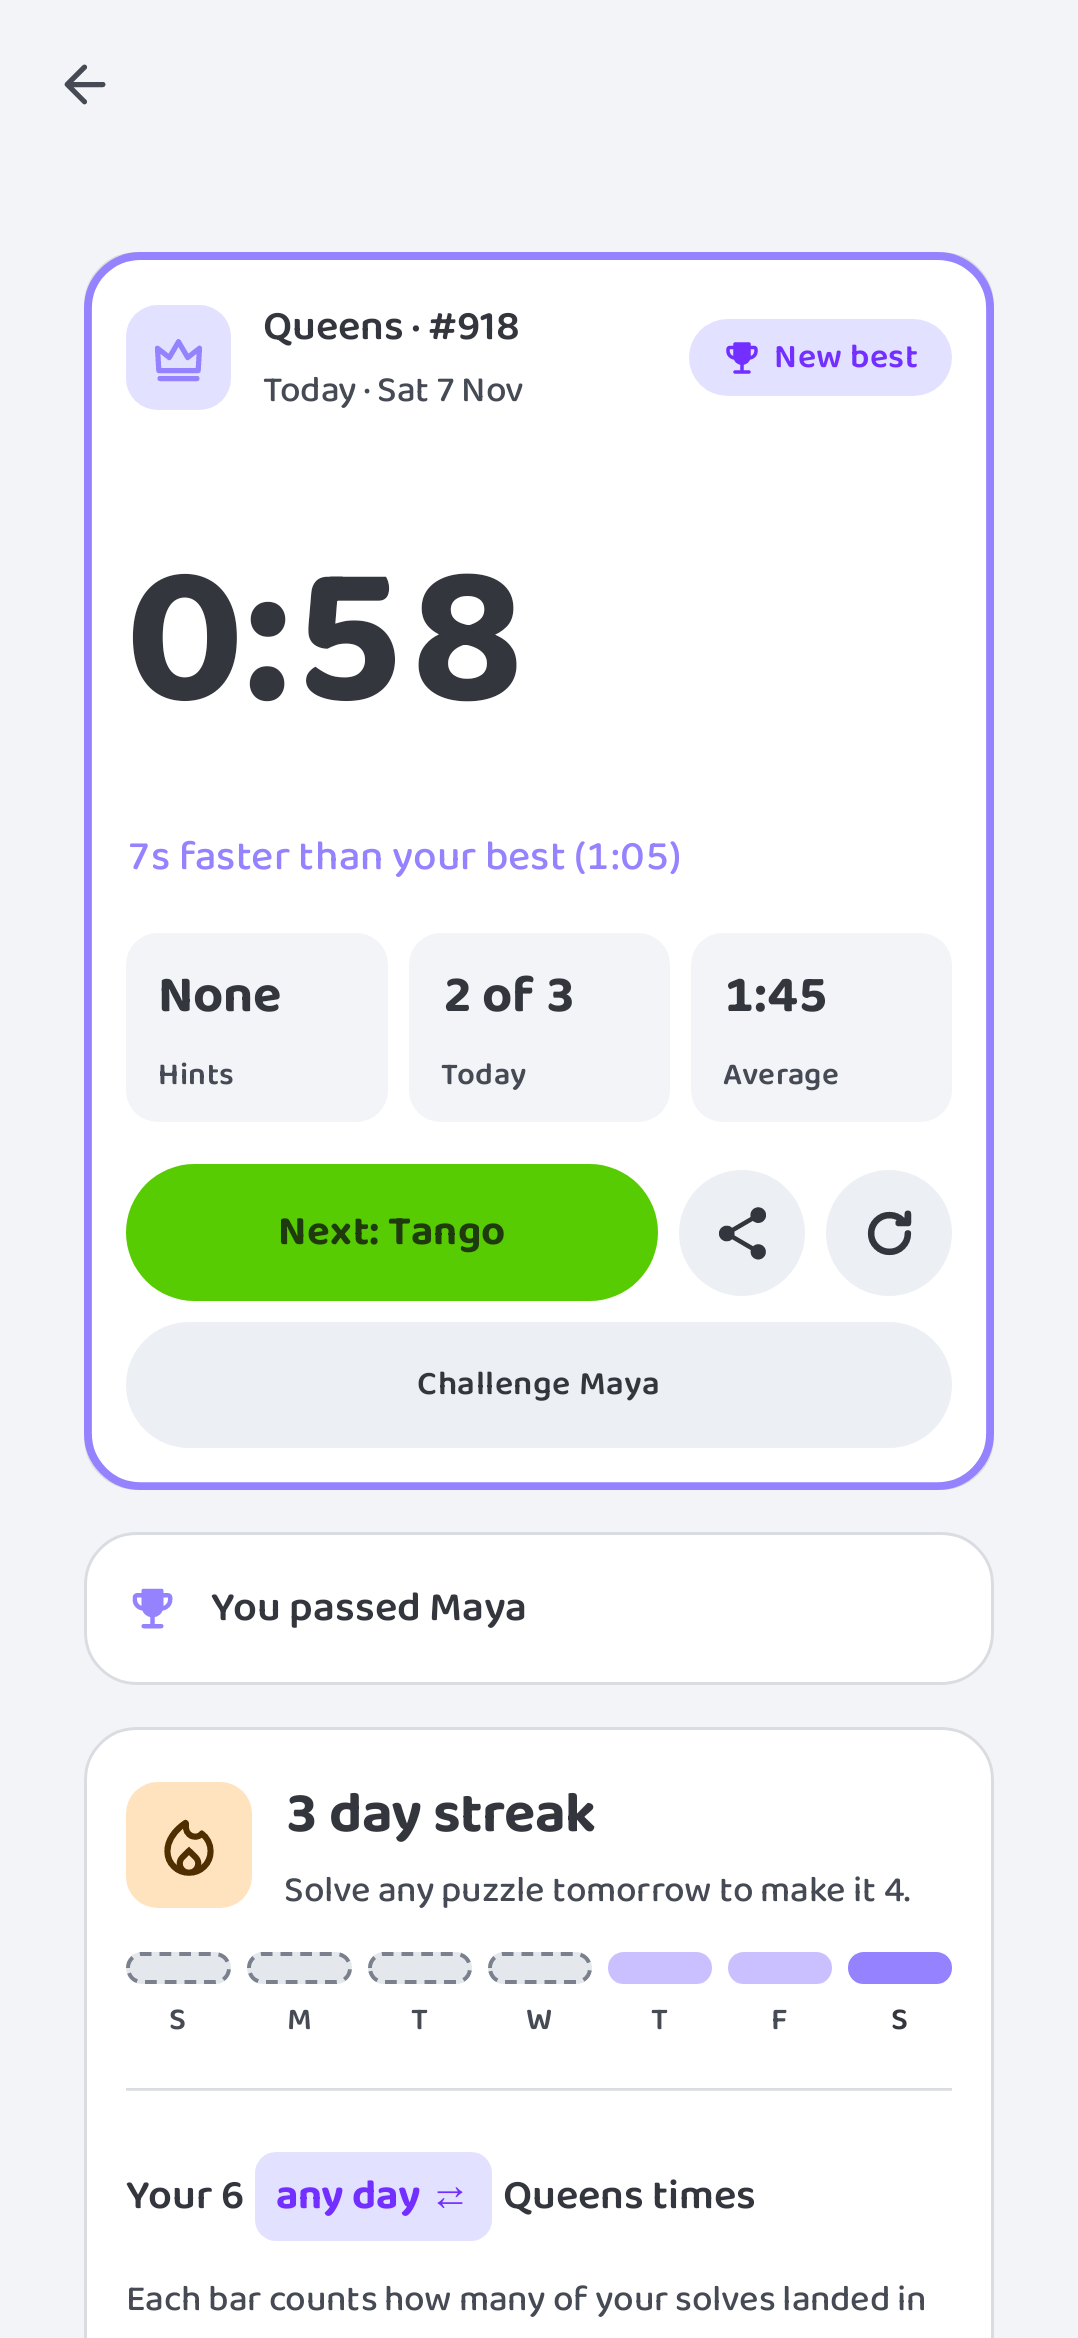 Queens · #918
Today · Sat 7 Nov
New best
0:58
7s faster than your best (1:05)
None
Hints
2 of 3
Today
1:45
Average
Next: Tango
Challenge Maya
You passed Maya
3 day streak
Solve any puzzle tomorrow to make it 4.
S M T W T F S
Your 6 any day ⇄ Queens times
Each bar counts how many of your solves landed in